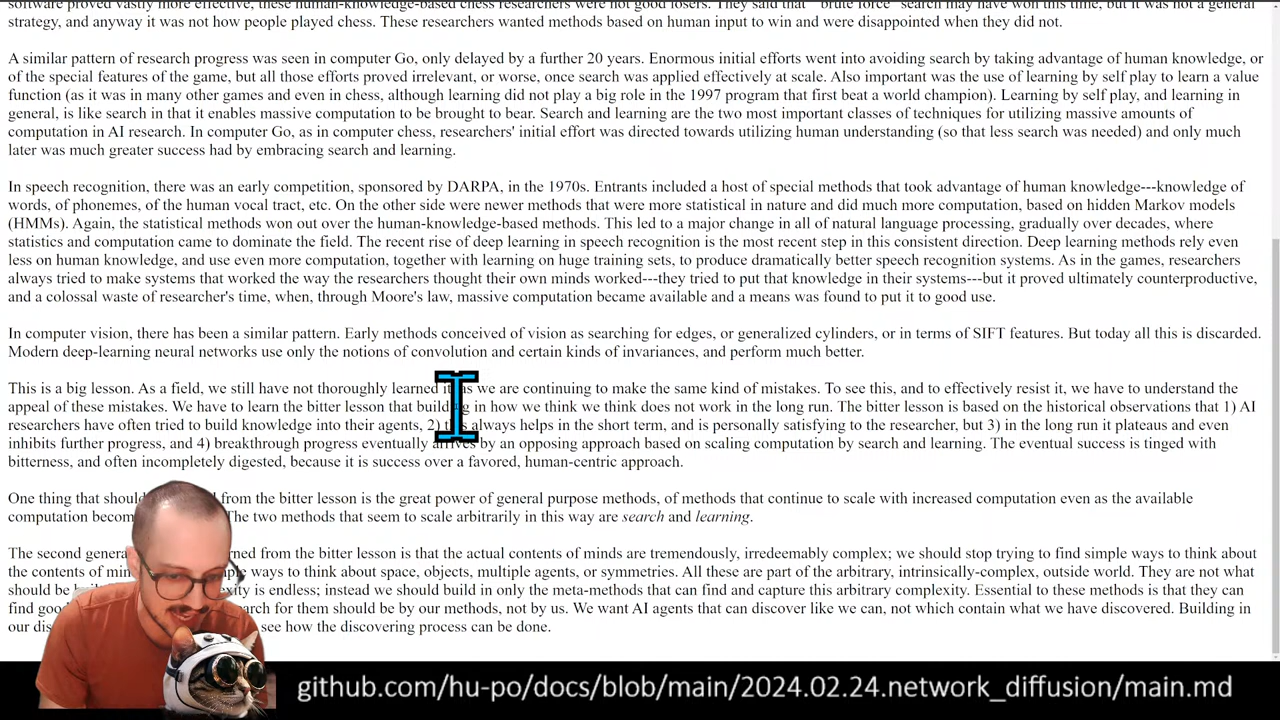 software proved vastly more effective, these human-knowledge-based chess researchers were not good losers. They said that ``brute force" search may have won this time, but it was not a general
strategy, and anyway it was not how people played chess. These researchers wanted methods based on human input to win and were disappointed when they did not.
A similar pattern of research progress was seen in computer Go, only delayed by a further 20 years. Enormous initial efforts went into avoiding search by taking advantage of human knowledge, or
of the special features of the game, but all those efforts proved irrelevant, or worse, once search was applied effectively at scale. Also important was the use of learning by self play to learn a value
function (as it was in many other games and even in chess, although learning did not play a big role in the 1997 program that first beat a world champion). Learning by self play, and learning in
general, is like search in that it enables massive computation to be brought to bear. Search and learning are the two most important classes of techniques for utilizing massive amounts of
computation in AI research. In computer Go, as in computer chess, researchers' initial effort was directed towards utilizing human understanding (so that less search was needed) and only much
later was much greater success had by embracing search and learning.
In speech recognition, there was an early competition, sponsored by DARPA, in the 1970s. Entrants included a host of special methods that took advantage of human knowledge---knowledge of
words, of phonemes, of the human vocal tract, etc. On the other side were newer methods that were more statistical in nature and did much more computation, based on hidden Markov models
(HMMs). Again, the statistical methods won out over the human-knowledge-based methods. This led to a major change in all of natural language processing, gradually over decades, where
statistics and computation came to dominate the field. The recent rise of deep learning in speech recognition is the most recent step in this consistent direction. Deep learning methods rely even
less on human knowledge, and use even more computation, together with learning on huge training sets, to produce dramatically better speech recognition systems. As in the games, researchers
always tried to make systems that worked the way the researchers thought their own minds worked---they tried to put that knowledge in their systems---but it proved ultimately counterproductive,
and a colossal waste of researcher's time, when, through Moore's law, massive computation became available and a means was found to put it to good use.
In computer vision, there has been a similar pattern. Early methods conceived of vision as searching for edges, or generalized cylinders, or in terms of SIFT features. But today all this is discarded.
Modern deep-learning neural networks use only the notions of convolution and certain kinds of invariances, and perform much better.
This is a big lesson. As a field, we still have not thoroughly learned it, as we are continuing to make the same kind of mistakes. To see this, and to effectively resist it, we have to understand the
appeal of these mistakes. We have to learn the bitter lesson that building in how we think we think does not work in the long run. The bitter lesson is based on the historical observations that 1) AI
researchers have often tried to build knowledge into their agents, 2) this always helps in the short term, and is personally satisfying to the researcher, but 3) in the long run it plateaus and even
inhibits further progress, and 4) breakthrough progress eventually arrives by an opposing approach based on scaling computation by search and learning. The eventual success is tinged with
bitterness, and often incompletely digested, because it is success over a favored, human-centric approach.
One thing that should from the bitter lesson is the great power of general purpose methods, of methods that continue to scale with increased computation even as the available
computation The two methods that seem to scale arbitrarily in this way are search and learning.
The second from the bitter lesson is that the actual contents of minds are tremendously, irredeemably complex; we should stop trying to find simple ways to think about
the contents of ways to think about space, objects, multiple agents, or symmetries. All these are part of the arbitrary, intrinsically-complex, outside world. They are not what
should be is endless; instead we should build in only the meta-methods that can find and capture this arbitrary complexity. Essential to these methods is that they can
find for them should be by our methods, not by us. We want AI agents that can discover like we can, not which contain what we have discovered. Building in
our see how the discovering process can be done.
github.com/hu-po/docs/blob/main/2024.02.24.network_diffusion/main.md